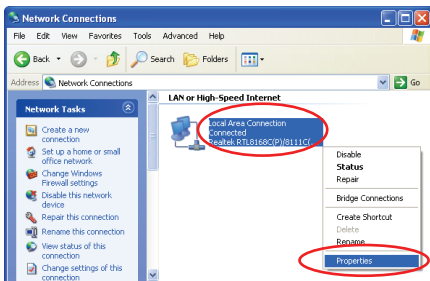 Network Connections
File Edit View Favorites Tools Advanced Help
Back Search Folders
Address Network Connections Go
Network Tasks
Create a new
connection
Set up a home or small
office network
Change Windows
Firewall settings
Disable this network
device
Repair this connection
Rename this connection
View status of this
connection
Change settings of this
connection
LAN or High-Speed Internet
Local Area Connection
Connected
Realtek RTL8168C(P)/8111C(...
Disable
Status
Repair
Bridge Connections
Create Shortcut
Delete
Rename
Properties